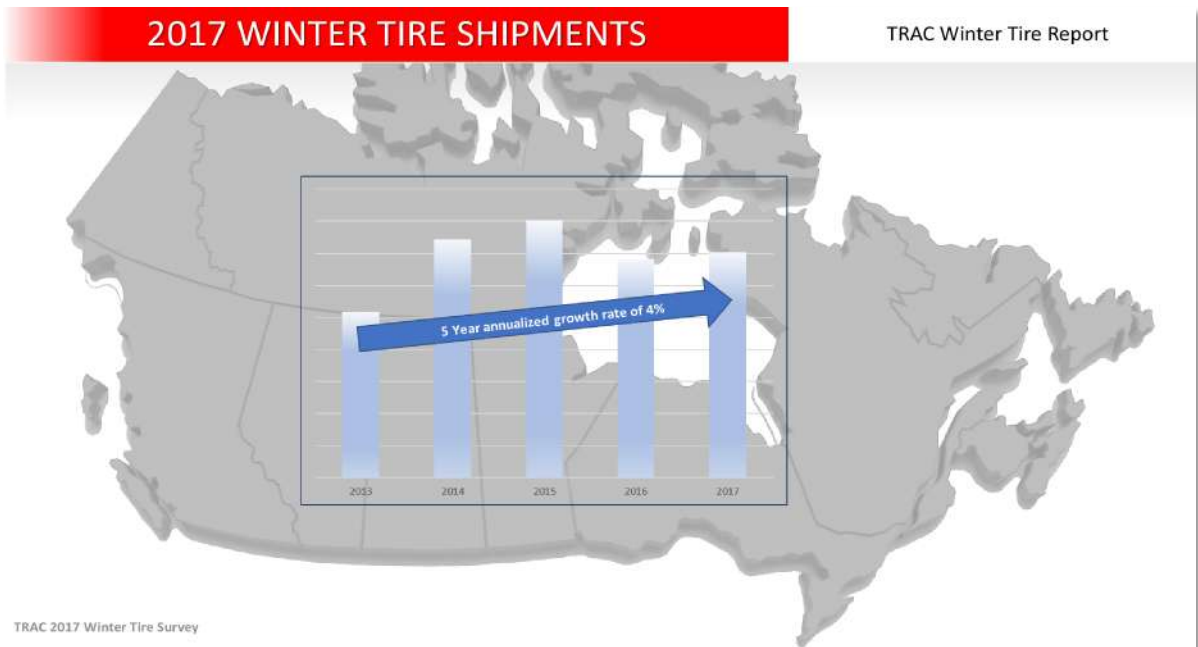 2017 WINTER TIRE SHIPMENTS
TRAC Winter Tire Report
5 Year annualized growth rate of 4%
2013 2014 2015 2016 2017
TRAC 2017 Winter Tire Survey